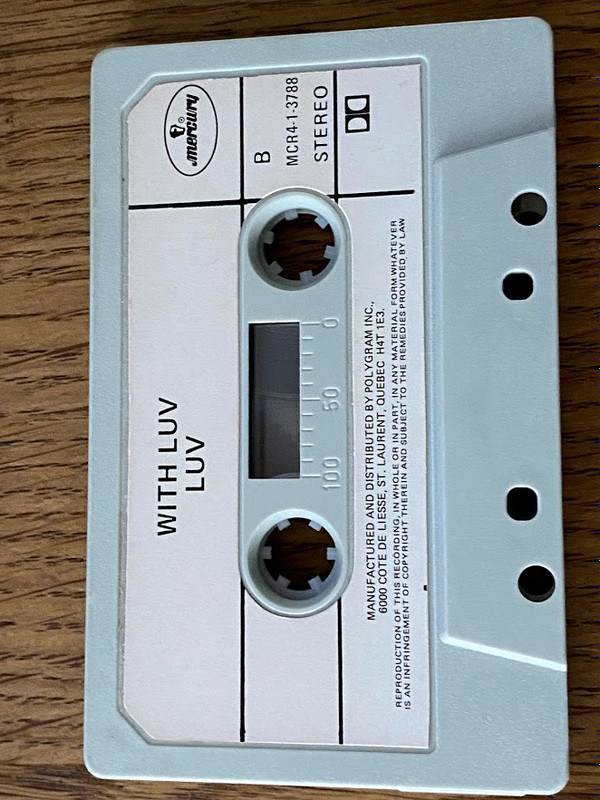 mercury
®
B
MCR4-1-3788
STEREO
WITH LUV
LUV
100 50 0
MANUFACTURED AND DISTRIBUTED BY POLYGRAM INC.,
6000 COTE DE LIESSE, ST. LAURENT, QUEBEC H4T 1E3.
REPRODUCTION OF THIS RECORDING, IN WHOLE OR IN PART, IN ANY MATERIAL FORM WHATEVER
IS AN INFRINGEMENT OF COPYRIGHT THEREIN AND SUBJECT TO THE REMEDIES PROVIDED BY LAW